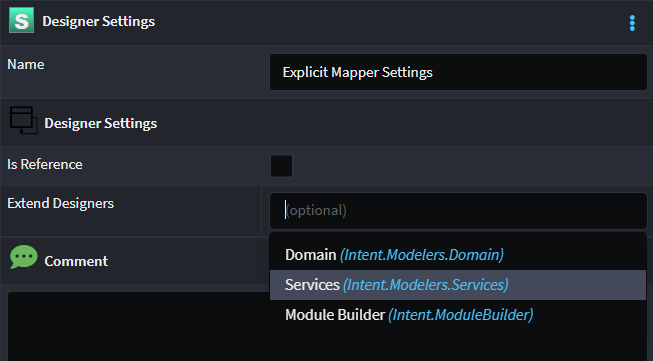 S Designer Settings
Name
Explicit Mapper Settings
Designer Settings
Is Reference
Extend Designers
(optional)
Domain (Intent.Modelers.Domain)
Services (Intent.Modelers.Services)
Module Builder (Intent.ModuleBuilder)
Comment